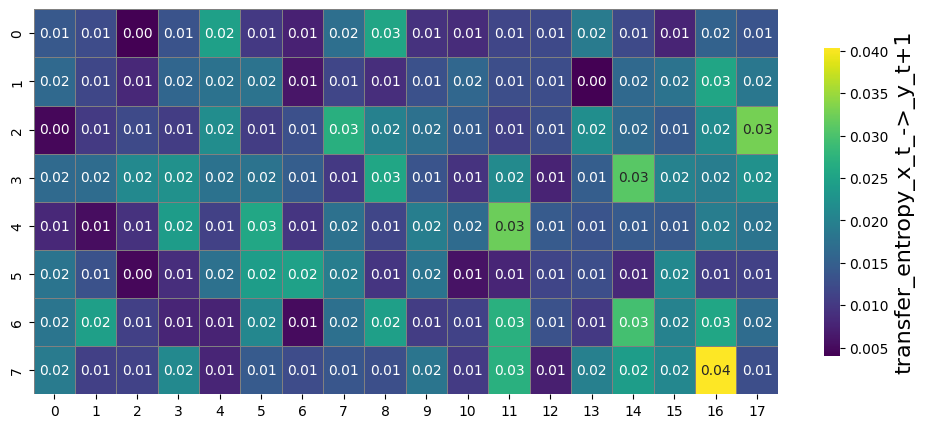 0 0.01 0.01 0.00 0.01 0.02 0.01 0.01 0.02 0.03 0.01 0.01 0.01 0.01 0.02 0.01 0.01 0.02 0.01
1 0.02 0.01 0.01 0.02 0.02 0.02 0.01 0.01 0.01 0.01 0.02 0.01 0.01 0.00 0.02 0.02 0.03 0.02
2 0.00 0.01 0.01 0.01 0.02 0.01 0.01 0.03 0.02 0.02 0.01 0.01 0.01 0.02 0.02 0.01 0.02 0.03
3 0.02 0.02 0.02 0.02 0.02 0.02 0.01 0.01 0.03 0.01 0.01 0.02 0.01 0.01 0.03 0.02 0.02 0.02
4 0.01 0.01 0.01 0.02 0.01 0.03 0.01 0.02 0.01 0.02 0.02 0.03 0.01 0.01 0.01 0.01 0.02 0.02
5 0.02 0.01 0.00 0.01 0.02 0.02 0.02 0.02 0.01 0.02 0.01 0.01 0.01 0.01 0.01 0.02 0.01 0.01
6 0.02 0.02 0.01 0.01 0.01 0.02 0.01 0.02 0.02 0.01 0.01 0.03 0.01 0.01 0.03 0.02 0.03 0.02
7 0.02 0.01 0.01 0.02 0.01 0.01 0.01 0.01 0.01 0.02 0.01 0.03 0.01 0.02 0.02 0.02 0.04 0.01
0 1 2 3 4 5 6 7 8 9 10 11 12 13 14 15 16 17
0.040
0.035
0.030
0.025
0.020
0.015
0.010
0.005
transfer_entropy_x_t_->_y_t+1